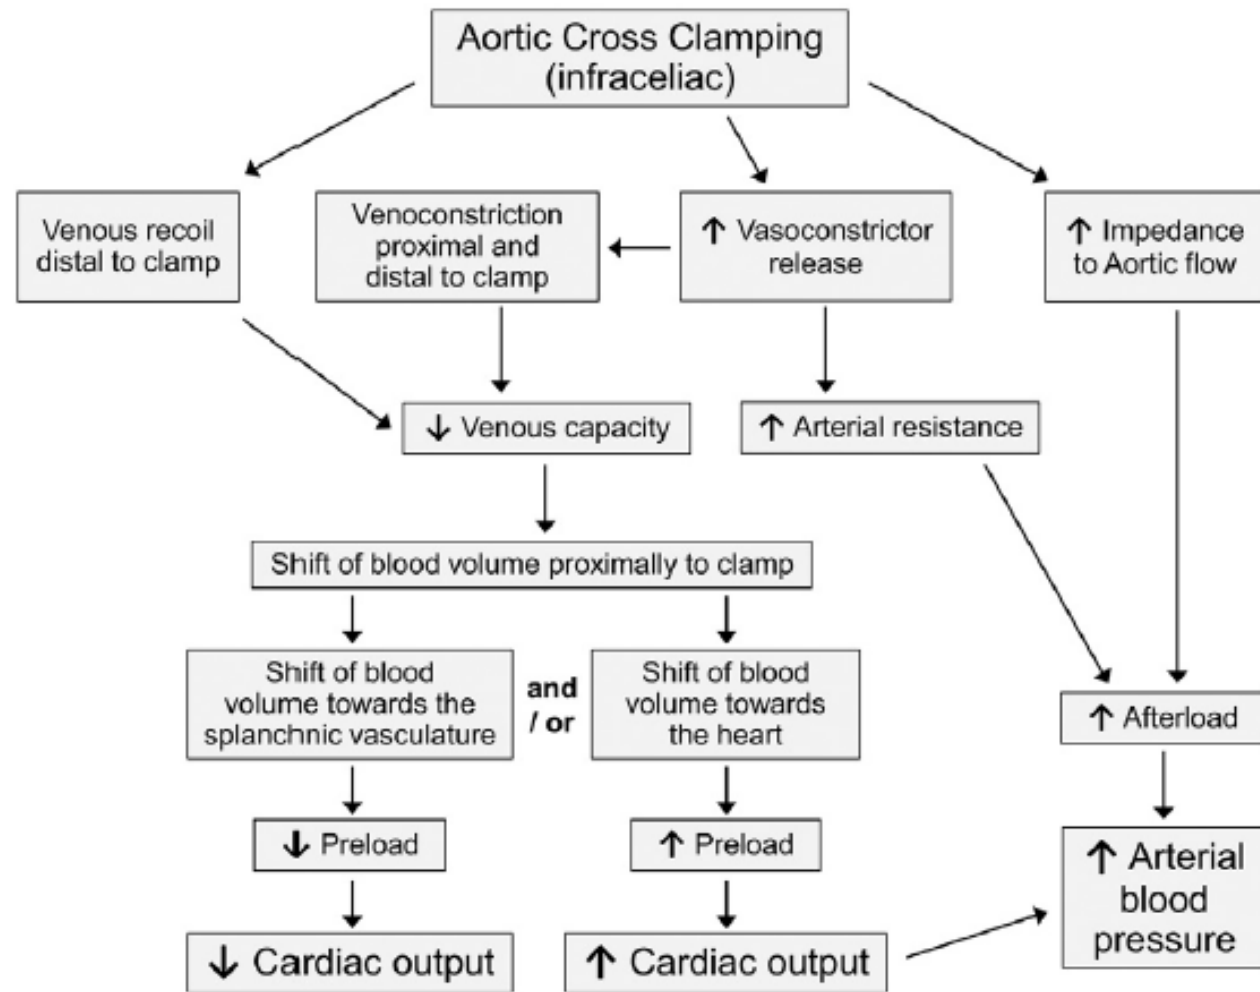 Aortic Cross Clamping
(infraceliac)
Venous recoil
distal to clamp
Venoconstriction
proximal and
distal to clamp
↑ Vasoconstrictor
release
↑ Impedance
to Aortic flow
↓ Venous capacity
↑ Arterial resistance
Shift of blood volume proximally to clamp
Shift of blood
volume towards the
splanchnic vasculature
and
/ or
Shift of blood
volume towards
the heart
↑ Afterload
↓ Preload
↑ Preload
↑ Arterial
blood
pressure
↓ Cardiac output
↑ Cardiac output